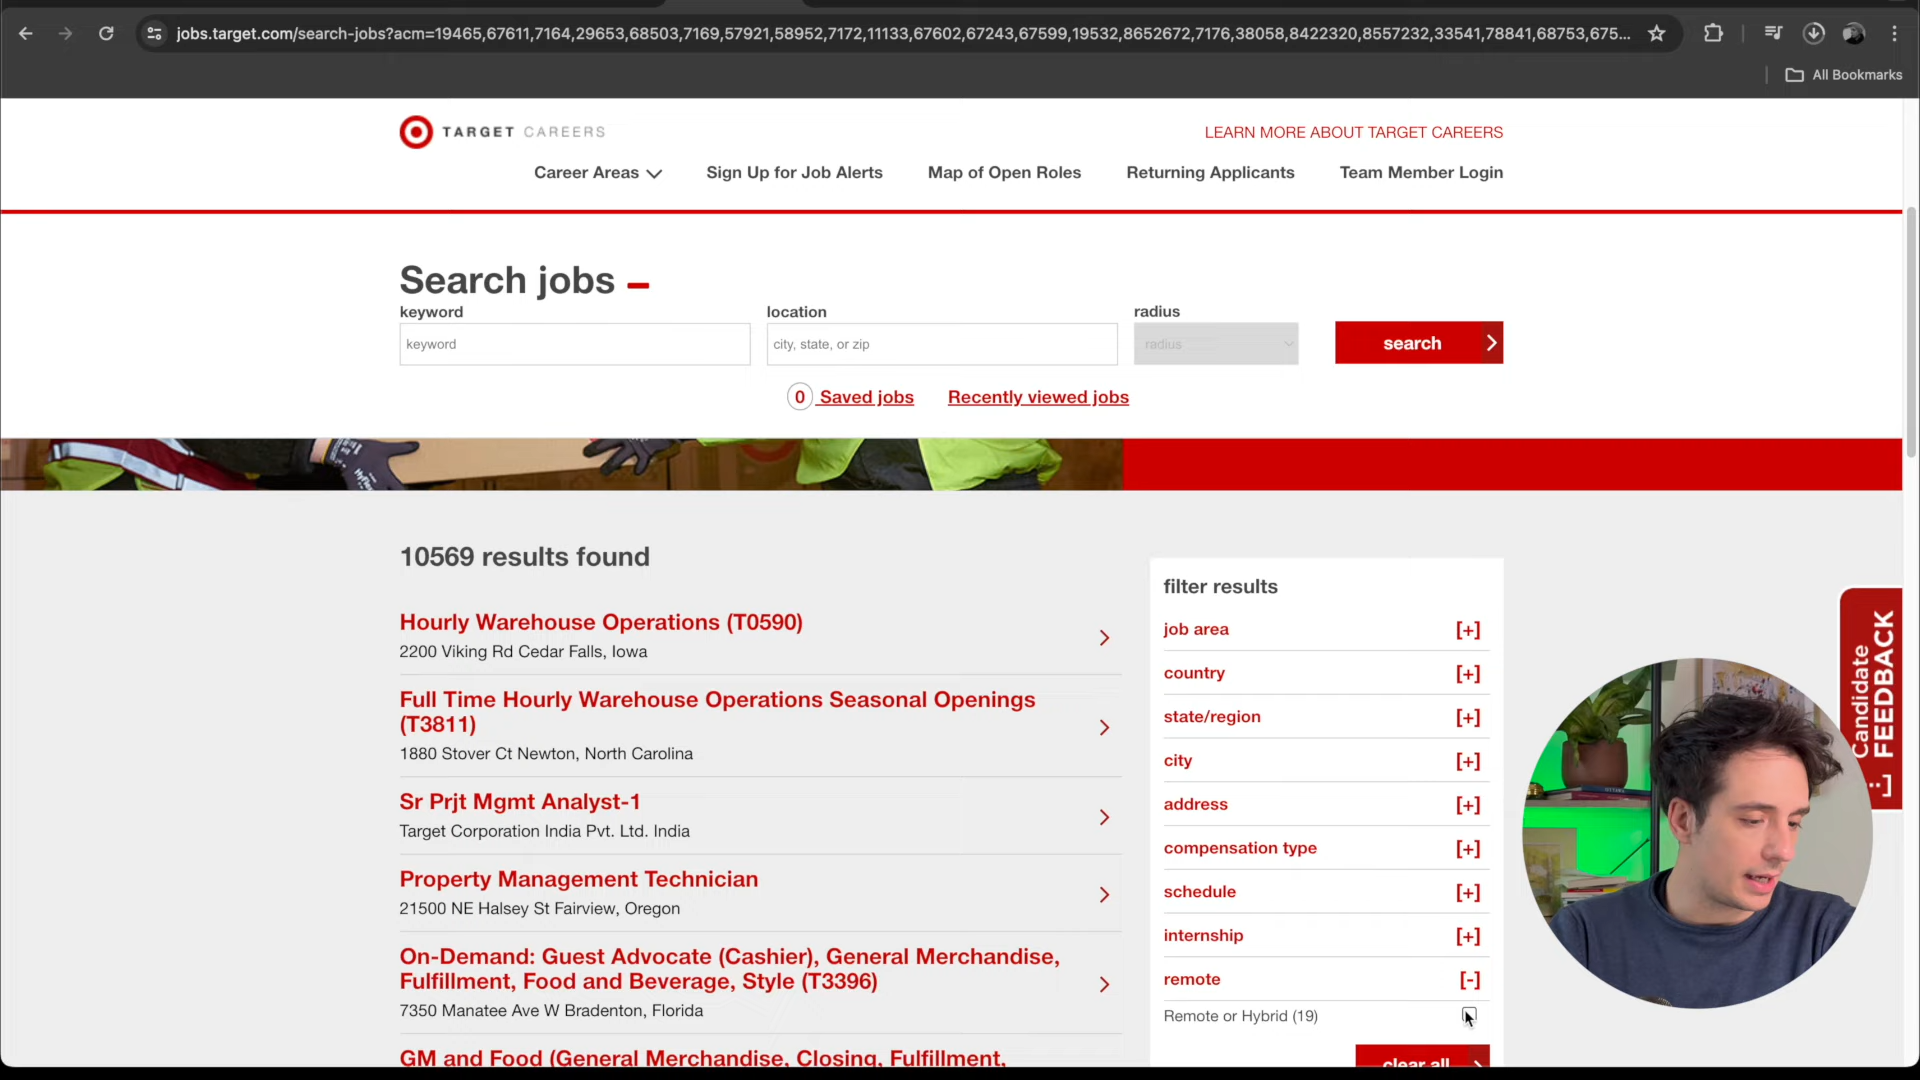 jobs.target.com/search-jobs?acm=19465,67611,7164,29653,68503,7169,57921,58952,7172,11133,67602,67243,67599,19532,8652672,7176,38058,8422320,8557232,33541,78841,68753,675...
All Bookmarks
TARGET CAREERS
LEARN MORE ABOUT TARGET CAREERS
Career Areas
Sign Up for Job Alerts
Map of Open Roles
Returning Applicants
Team Member Login
Search jobs
keyword
location
radius
keyword
city, state, or zip
radius
search
0 Saved jobs
Recently viewed jobs
10569 results found
Hourly Warehouse Operations (T0590)
2200 Viking Rd Cedar Falls, Iowa
Full Time Hourly Warehouse Operations Seasonal Openings
(T3811)
1880 Stover Ct Newton, North Carolina
Sr Prjt Mgmt Analyst-1
Target Corporation India Pvt. Ltd. India
Property Management Technician
21500 NE Halsey St Fairview, Oregon
On-Demand: Guest Advocate (Cashier), General Merchandise,
Fulfillment, Food and Beverage, Style (T3396)
7350 Manatee Ave W Bradenton, Florida
GM and Food (General Merchandise, Closing, Fulfillment,
filter results
job area [+]
country [+]
state/region [+]
city [+]
address [+]
compensation type [+]
schedule [+]
internship [+]
remote [-]
Remote or Hybrid (19)
clear all
Candidate
FEEDBACK